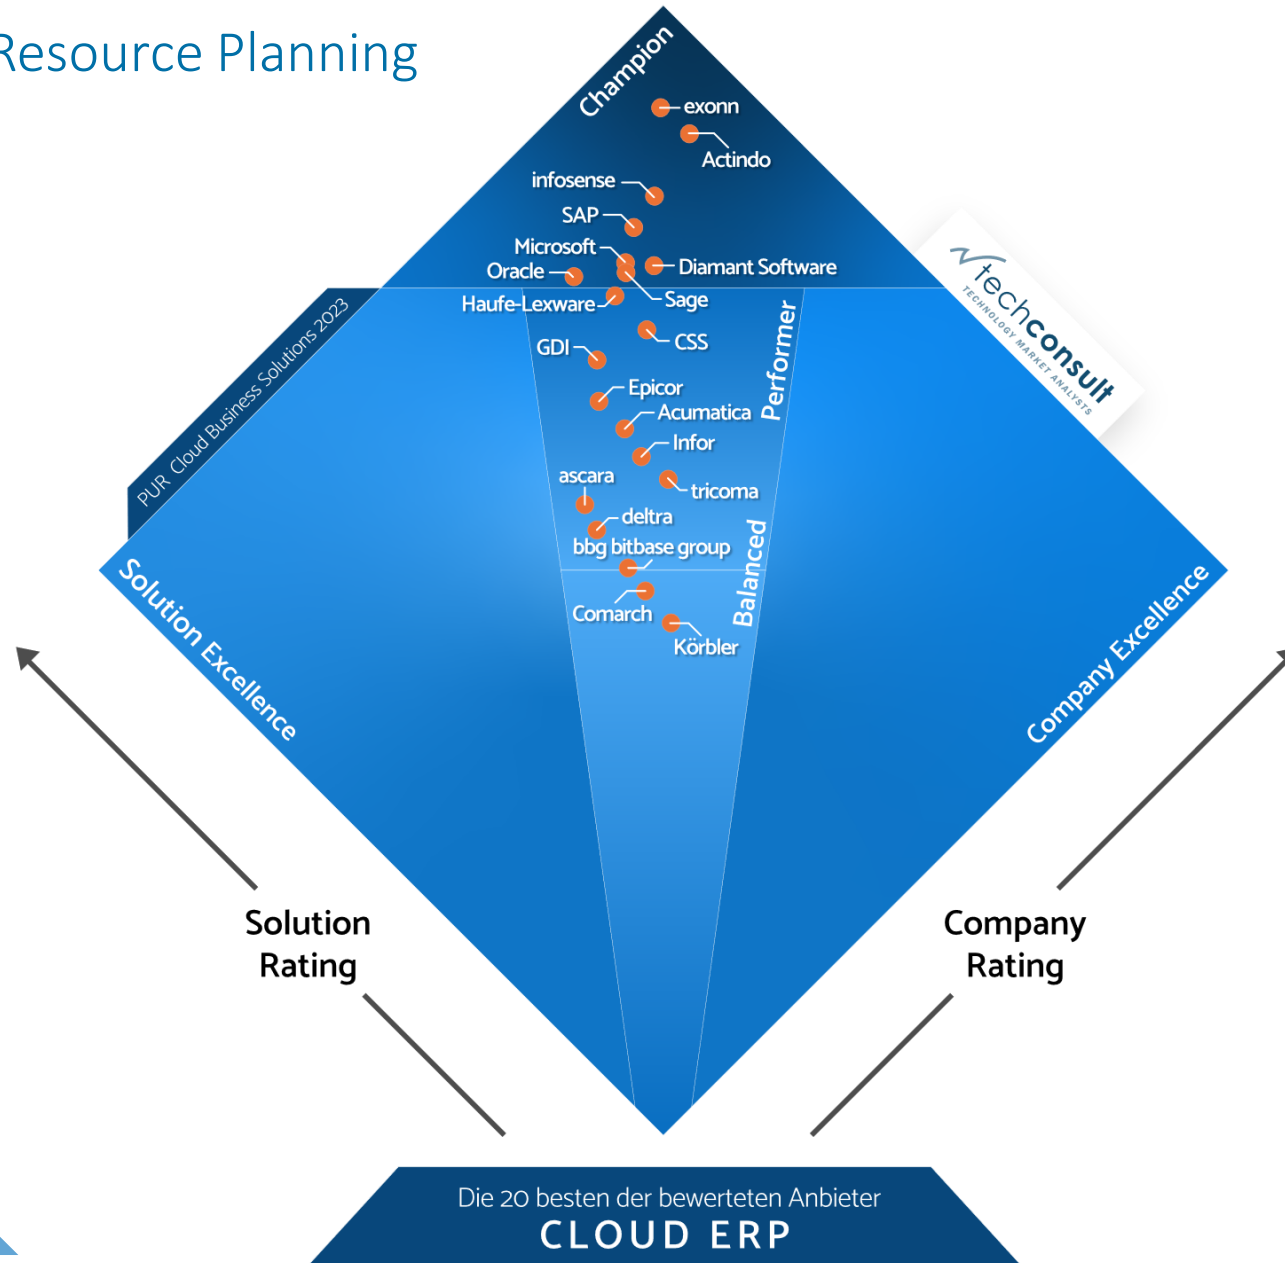 Resource Planning
Champion
exonn
Actindo
infosense
SAP
Microsoft
Diamant Software
Oracle
Sage
Haufe-Lexware
CSS
GDI
Performer
Epicor
Acumatica
Infor
ascara
tricoma
deltra
bbg bitbase group
Balanced
Comarch
Körbler
PUR Cloud Business Solutions 2023
techconsult
TECHNOLOGY MARKET ANALYSTS
Solution Excellence
Company Excellence
Solution
Rating
Company
Rating
Die 20 besten der bewerteten Anbieter
CLOUD ERP